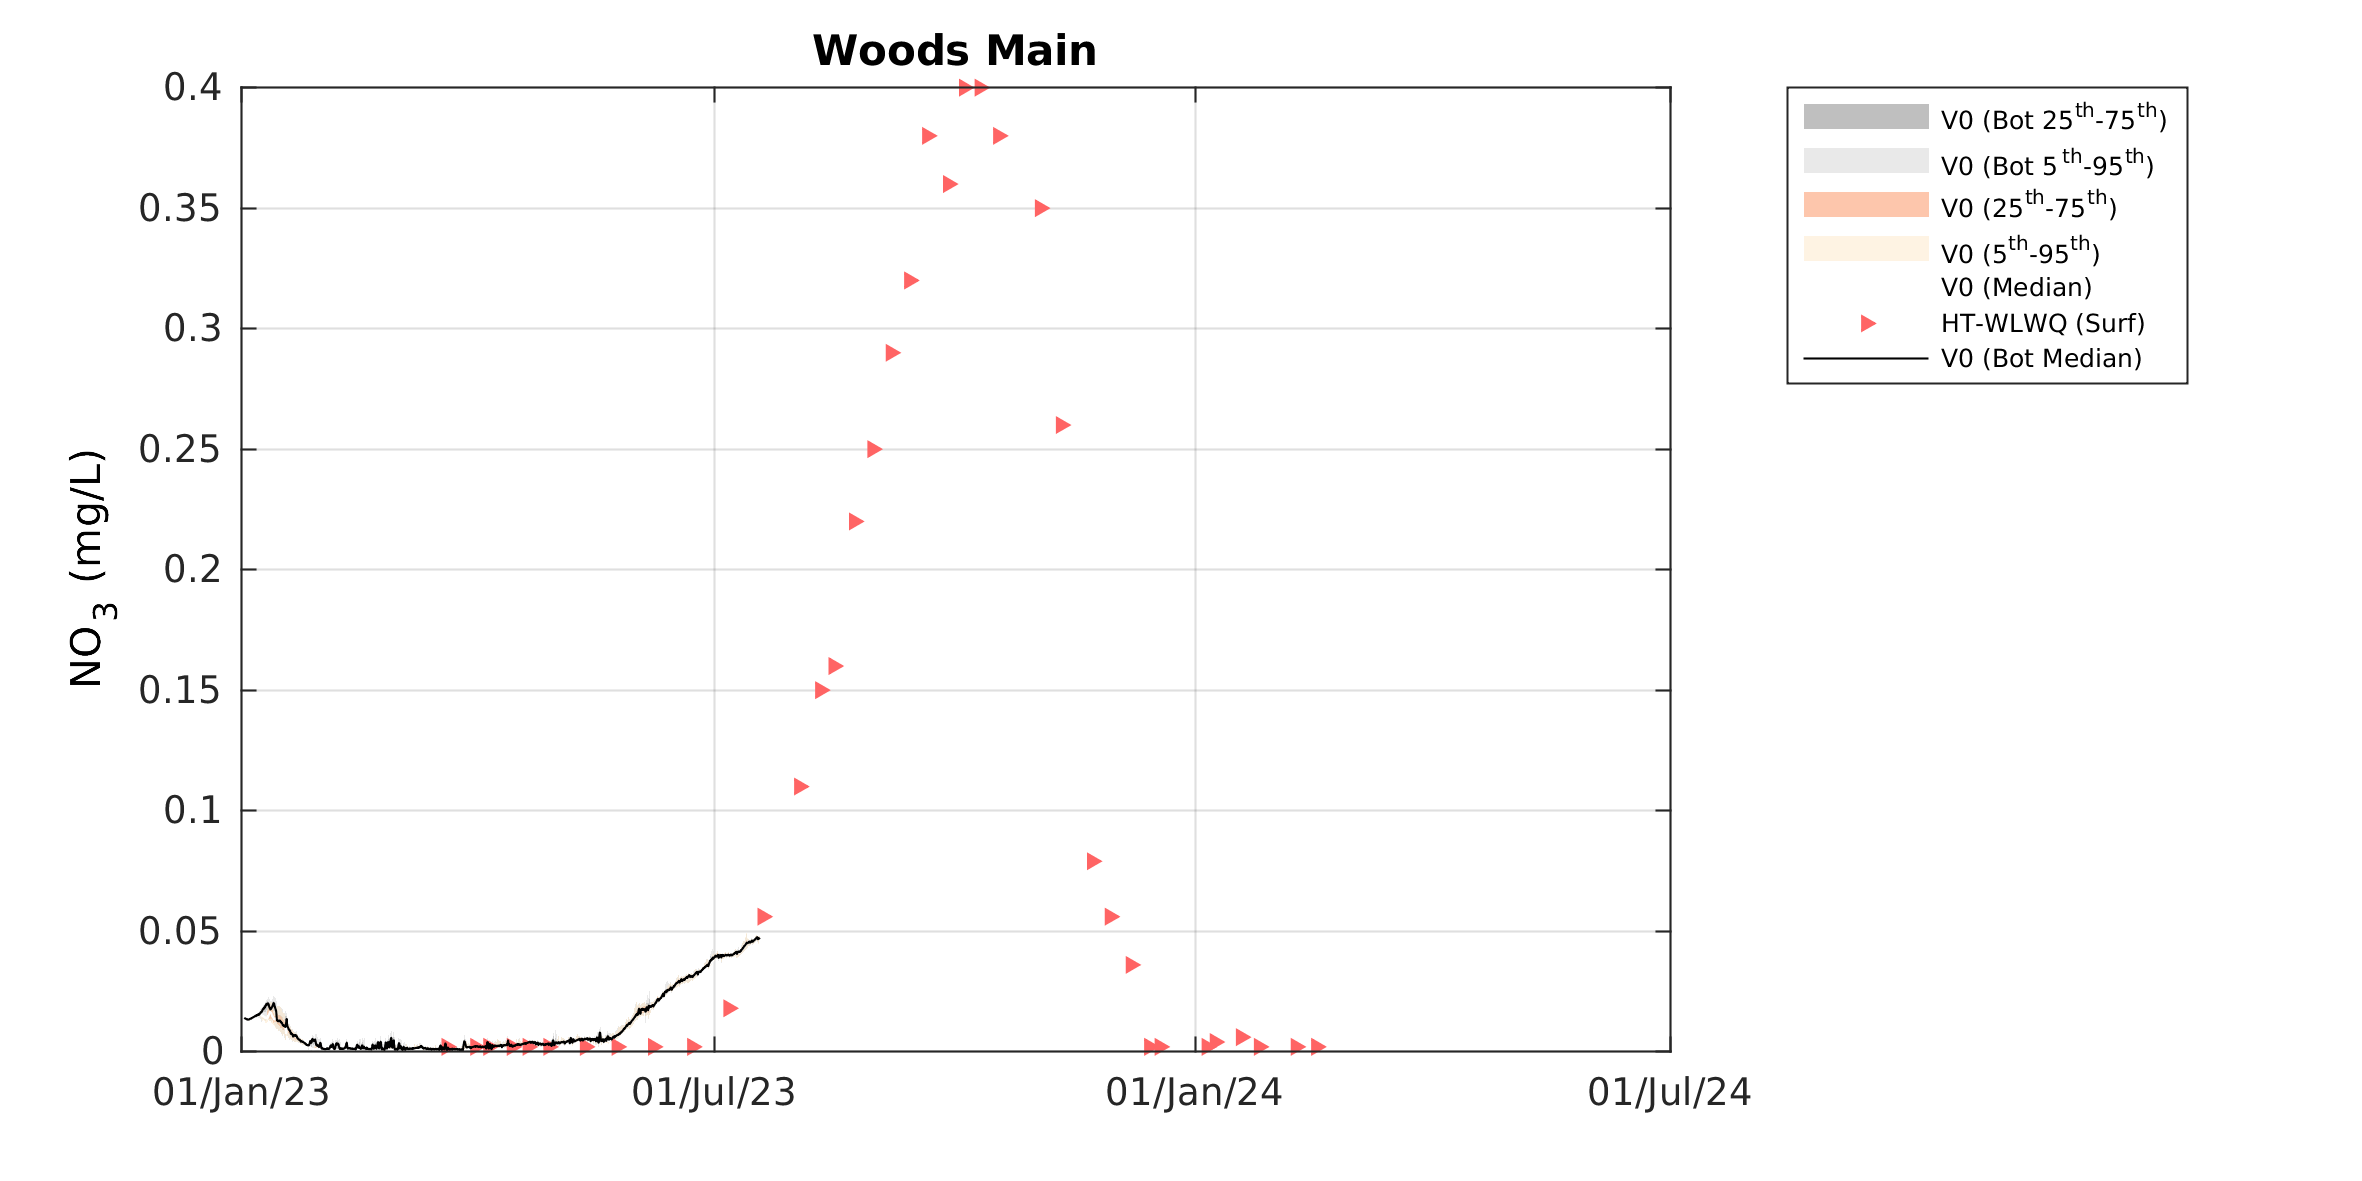 Woods Main
0.4
0.35
0.3
0.25
0.2
0.15
0.1
0.05
0
NO3 (mg/L)
01/Jan/23
01/Jul/23
01/Jan/24
01/Jul/24
V0 (Bot 25th-75th)
V0 (Bot 5th-95th)
V0 (25th-75th)
V0 (5th-95th)
V0 (Median)
HT-WLWQ (Surf)
V0 (Bot Median)